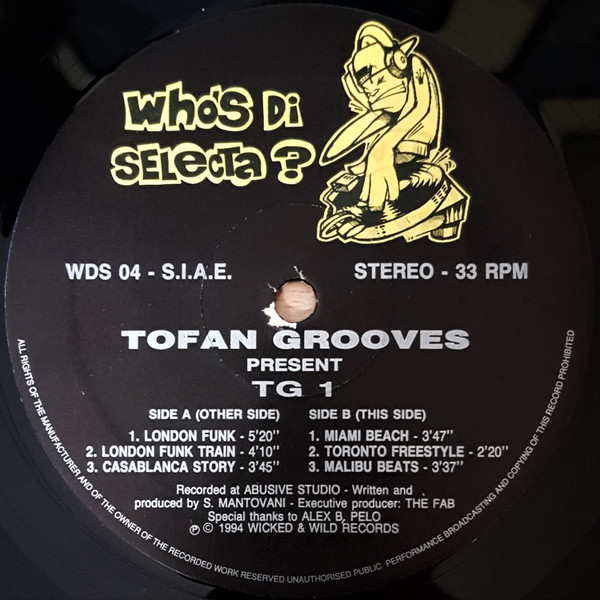 WHO'S Di
SELECTA?
WDS 04 - S.I.A.E.
STEREO - 33 RPM
TOFAN GROOVES
PRESENT
TG 1
SIDE A (OTHER SIDE)
1. LONDON FUNK - 5'20"
2. LONDON FUNK TRAIN - 4'10"
3. CASABLANCA STORY - 3'45"
SIDE B (THIS SIDE)
1. MIAMI BEACH - 3'47"
2. TORONTO FREESTYLE - 2'20"
3. MALIBU BEATS - 3'37"
Recorded at ABUSIVE STUDIO - Written and
produced by S. MANTOVANI - Executive producer: THE FAB
Special thanks to ALEX B, PELO
℗ © 1994 WICKED & WILD RECORDS
ALL RIGHTS OF THE MANUFACTURER AND OF THE OWNER OF THE RECORDED WORK RESERVED UNAUTHORISED PUBLIC PERFORMANCE BROADCASTING AND COPYING OF THIS RECORD PROHIBITED